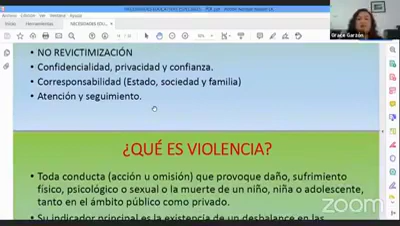 Inicio
Herramientas
Grace Garzón
• NO REVICTIMIZACIÓN
• Confidencialidad, privacidad y confianza.
• Corresponsabilidad (Estado, sociedad y familia)
• Atención y seguimiento.
¿QUÉ ES VIOLENCIA?
• Toda conducta (acción u omisión) que provoque daño, sufrimiento
físico, psicológico o sexual o la muerte de un niño, niña o adolescente,
tanto en el ámbito público como privado.
• Su indicador principal es la existencia de un desbalance en las
zoom